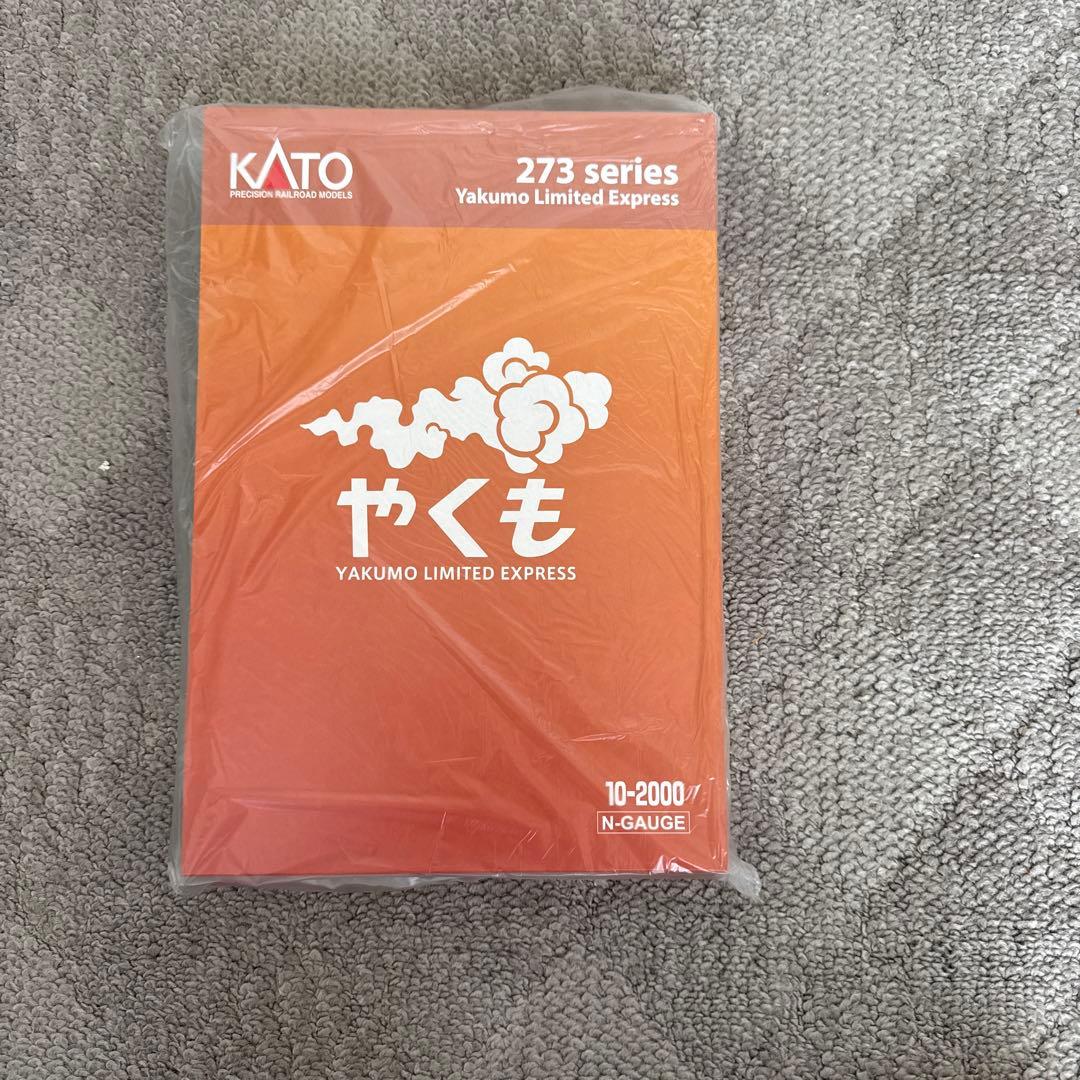 KATO
PRECISION RAILROAD MODELS
273 series
Yakumo Limited Express
やくも
YAKUMO LIMITED EXPRESS
10-2000
N-GAUGE